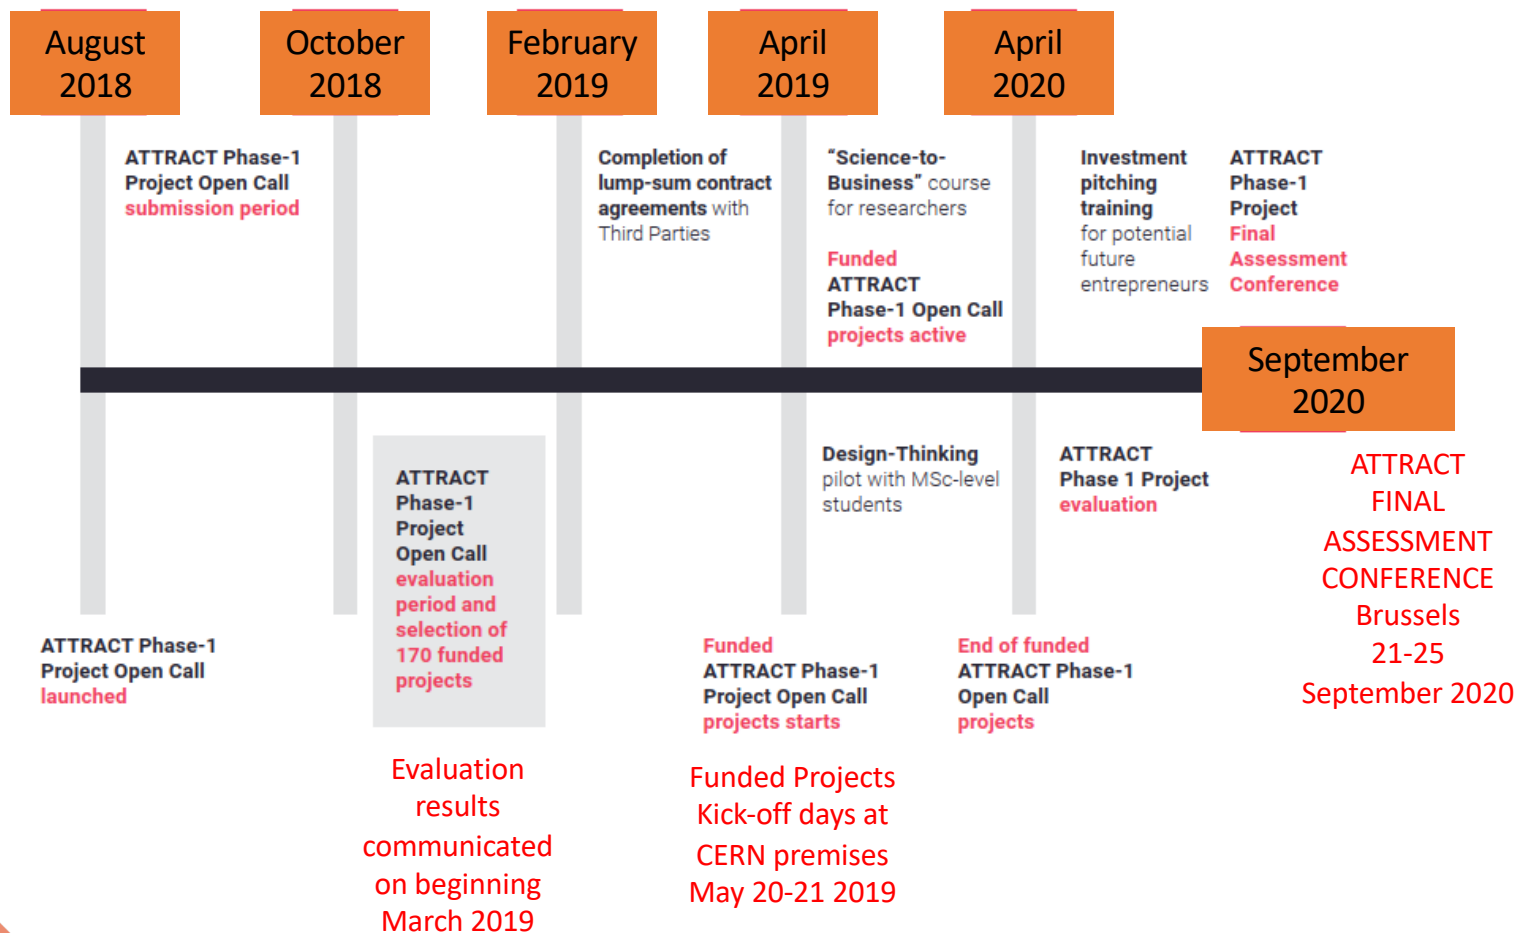 August
2018
October
2018
February
2019
April
2019
April
2020
ATTRACT Phase-1
Project Open Call
submission period
Completion of
lump-sum contract
agreements with
Third Parties
“Science-to-
Business” course
for researchers
Funded
ATTRACT
Phase-1 Open Call
projects active
Investment
pitching
training
for potential
future
entrepreneurs
ATTRACT
Phase-1
Project
Final
Assessment
Conference
September
2020
ATTRACT Phase-1
Project Open Call
launched
ATTRACT
Phase-1
Project
Open Call
evaluation
period and
selection of
170 funded
projects
Evaluation
results
communicated
on beginning
March 2019
Design-Thinking
pilot with MSc-level
students
Funded
ATTRACT Phase-1
Project Open Call
projects starts
Funded Projects
Kick-off days at
CERN premises
May 20-21 2019
ATTRACT
Phase 1 Project
evaluation
End of funded
ATTRACT Phase-1
Open Call
projects
ATTRACT
FINAL
ASSESSMENT
CONFERENCE
Brussels
21-25
September 2020